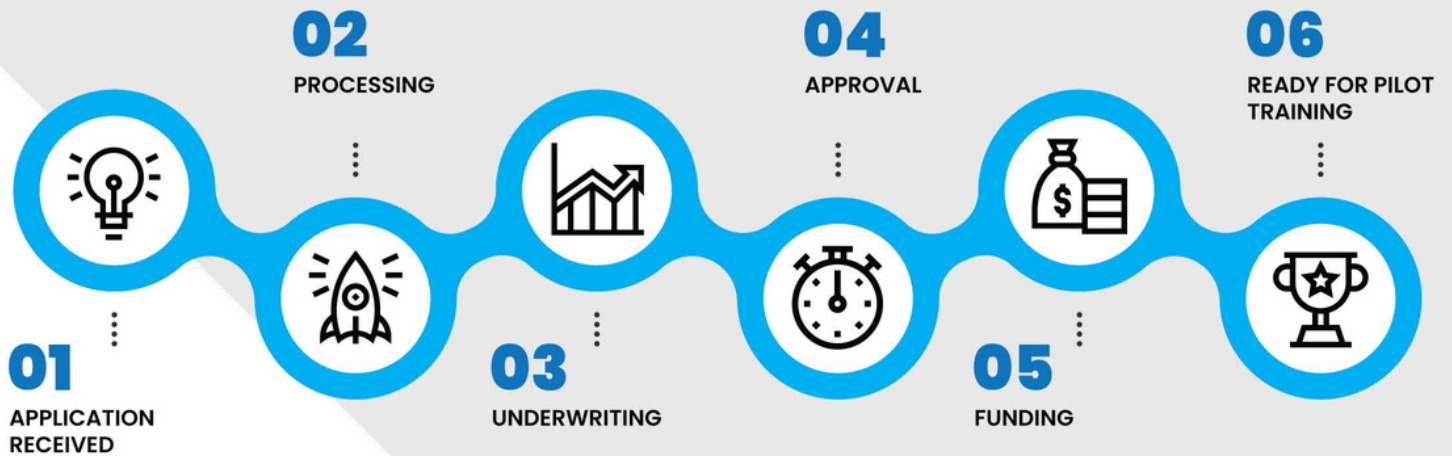 01
APPLICATION
RECEIVED
02
PROCESSING
03
UNDERWRITING
04
APPROVAL
$
05
FUNDING
06
READY FOR PILOT
TRAINING